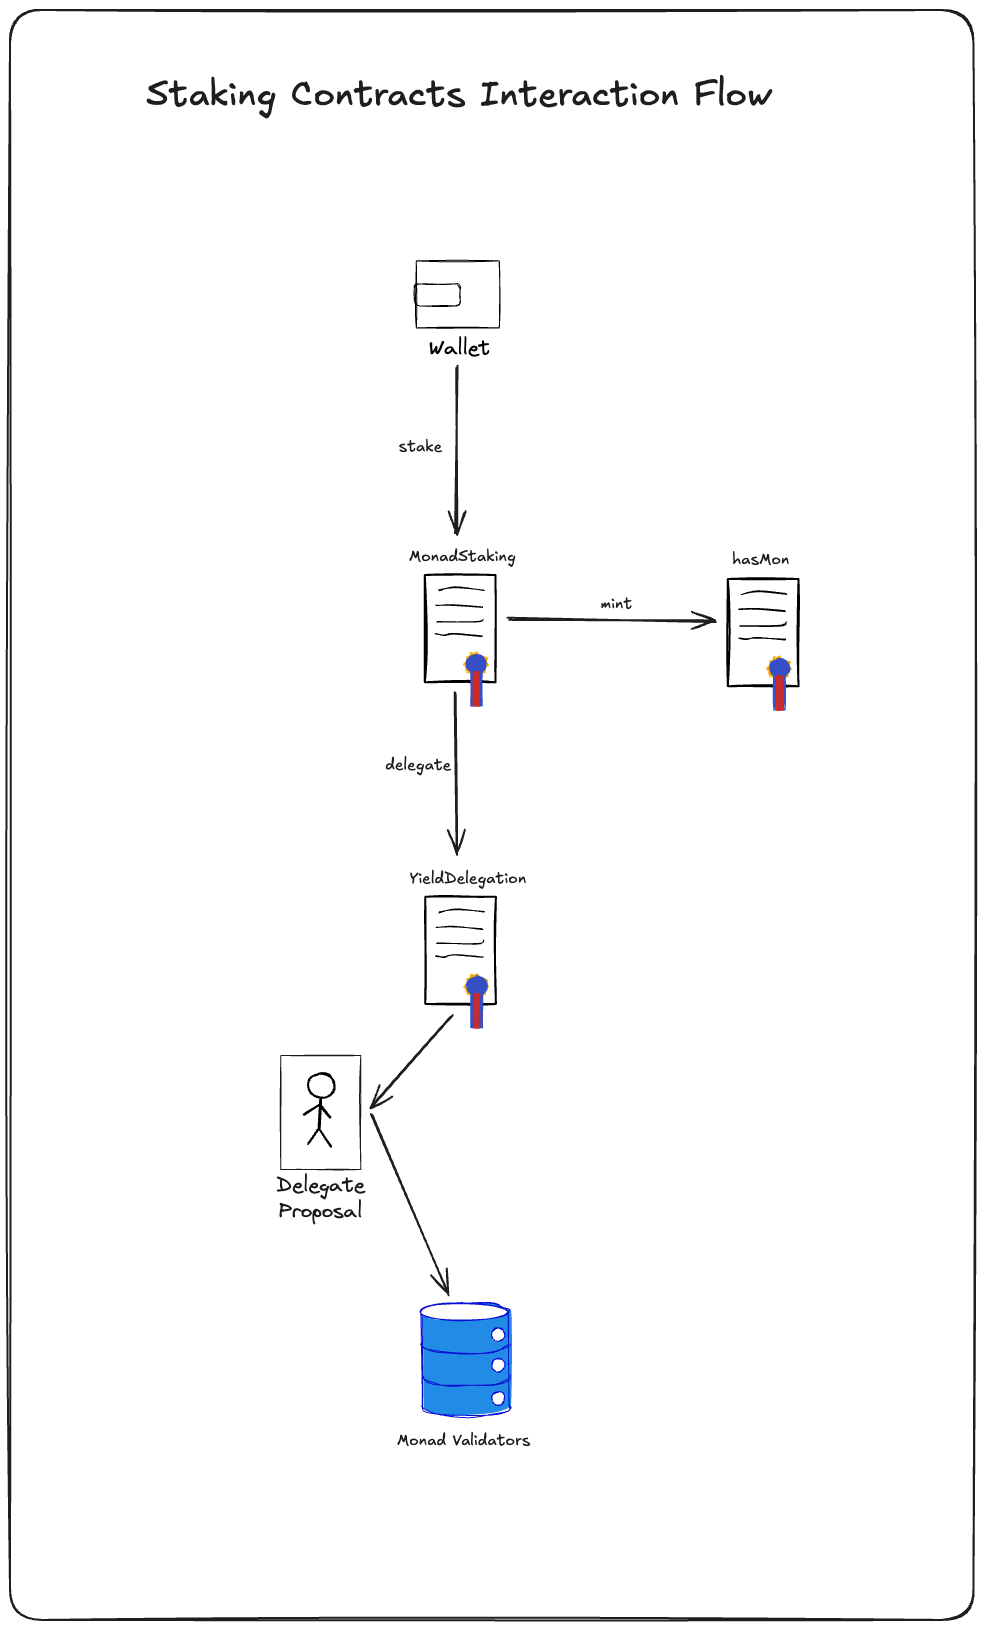 Staking Contracts Interaction Flow
Wallet
stake
MonadStaking
hasMon
mint
delegate
YieldDelegation
Delegate
Proposal
Monad Validators